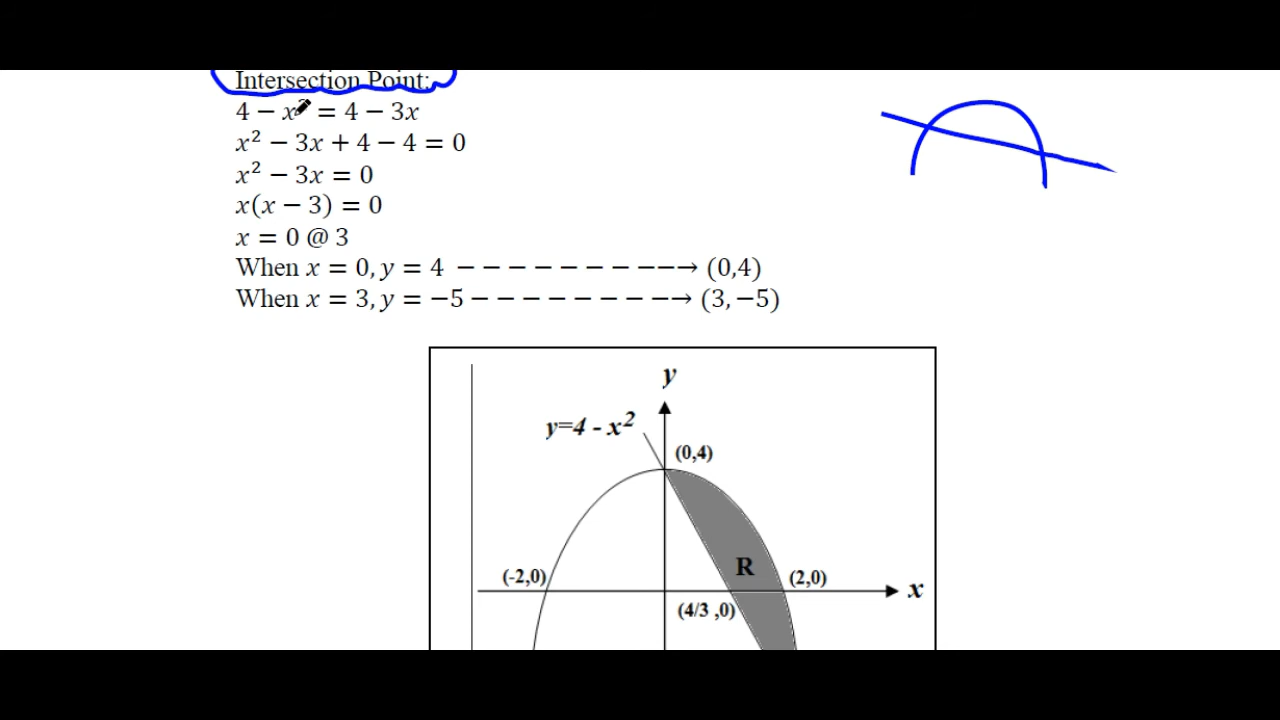 Intersection Point:
4 − x² = 4 − 3x
x² − 3x + 4 − 4 = 0
x² − 3x = 0
x(x − 3) = 0
x = 0 @ 3
When x = 0, y = 4 − − − − − − − − − −→ (0,4)
When x = 3, y = −5 − − − − − − − − −→ (3, −5)
y
y=4 - x²
(0,4)
R
(-2,0)
(2,0)
x
(4/3 ,0)